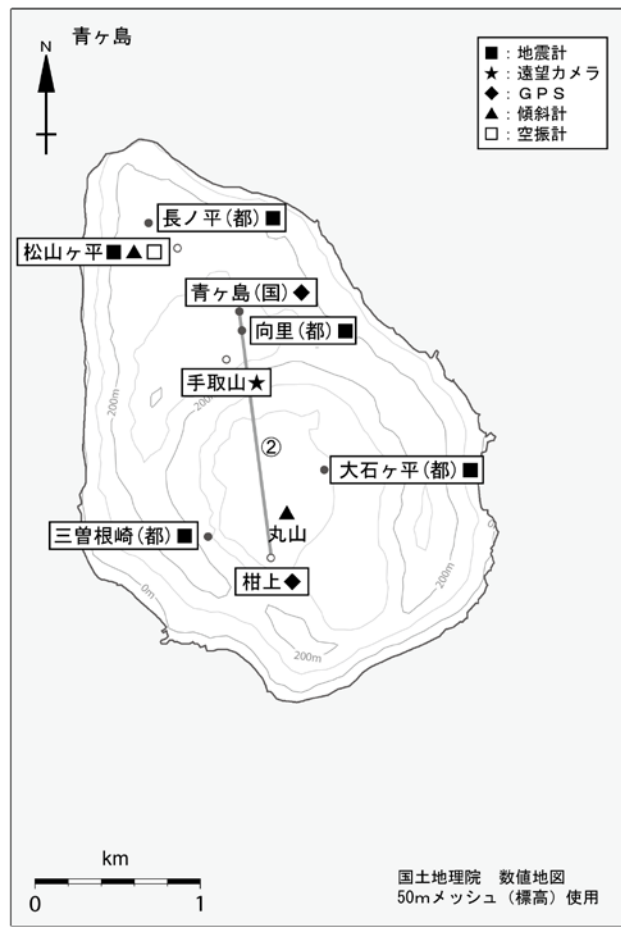 青ヶ島
N
■：地震計
★：遠望カメラ
◆：ＧＰＳ
▲：傾斜計
□：空振計
長ノ平(都)■
松山ヶ平■▲□
青ヶ島(国)◆
向里(都)■
手取山★
200m
200m
②
大石ヶ平(都)■
丸山
三曽根崎(都)■
柑上◆
0m
200m
200m
km
0 1
国土地理院　数値地図
50mメッシュ（標高）使用